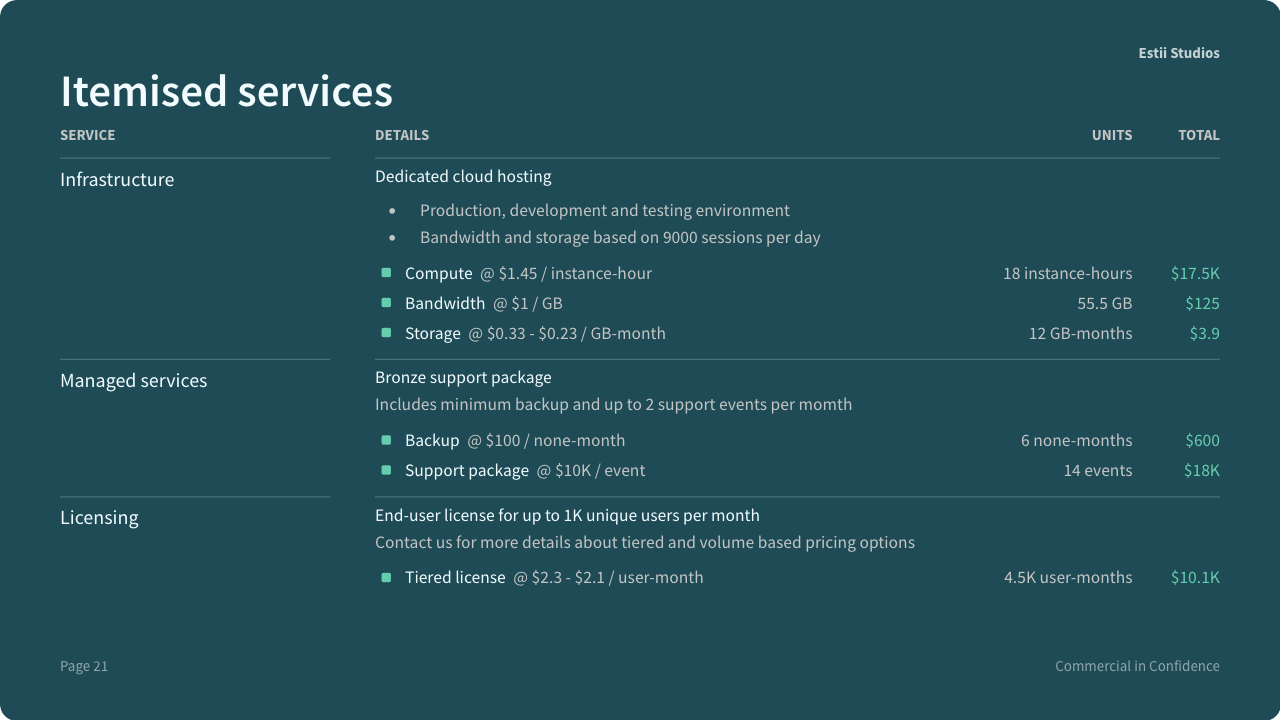 Estii Studios
Itemised services
SERVICE DETAILS UNITS TOTAL
Infrastructure Dedicated cloud hosting
• Production, development and testing environment
• Bandwidth and storage based on 9000 sessions per day
Compute @ $1.45 / instance-hour 18 instance-hours $17.5K
Bandwidth @ $1 / GB 55.5 GB $125
Storage @ $0.33 - $0.23 / GB-month 12 GB-months $3.9
Managed services Bronze support package
Includes minimum backup and up to 2 support events per momth
Backup @ $100 / none-month 6 none-months $600
Support package @ $10K / event 14 events $18K
Licensing End-user license for up to 1K unique users per month
Contact us for more details about tiered and volume based pricing options
Tiered license @ $2.3 - $2.1 / user-month 4.5K user-months $10.1K
Page 21 Commercial in Confidence